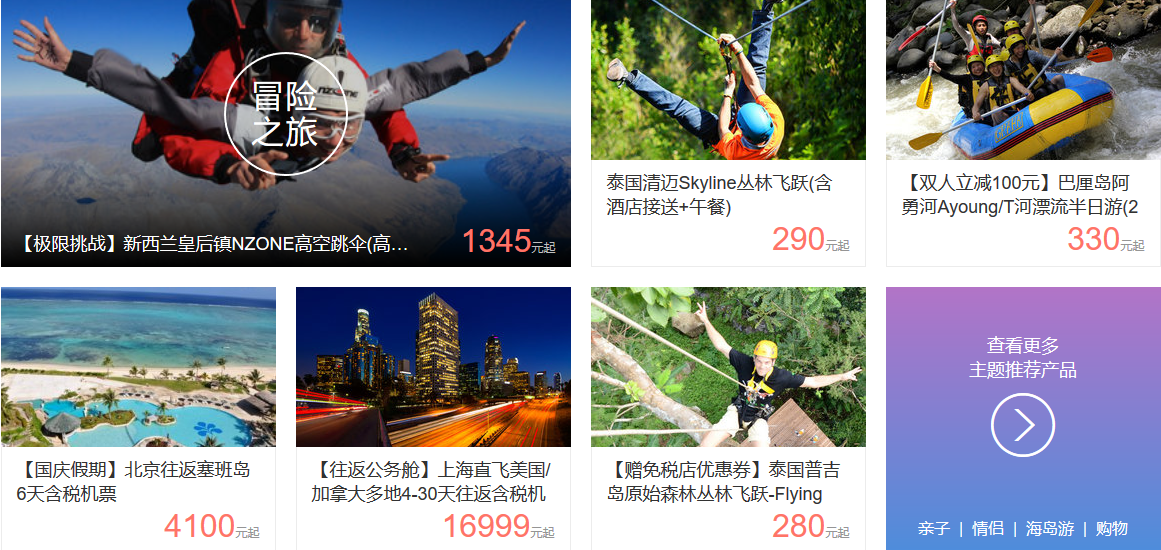 冒险
之旅
【极限挑战】新西兰皇后镇NZONE高空跳伞(高…
1345元起
nzone
泰国清迈Skyline丛林飞跃(含
酒店接送+午餐)
290元起
【双人立减100元】巴厘岛阿
勇河Ayoung/T河漂流半日游(2
330元起
【国庆假期】北京往返塞班岛
6天含税机票
4100元起
【往返公务舱】上海直飞美国/
加拿大多地4-30天往返含税机
16999元起
【赠免税店优惠券】泰国普吉
岛原始森林丛林飞跃-Flying
280元起
查看更多
主题推荐产品
亲子 | 情侣 | 海岛游 | 购物